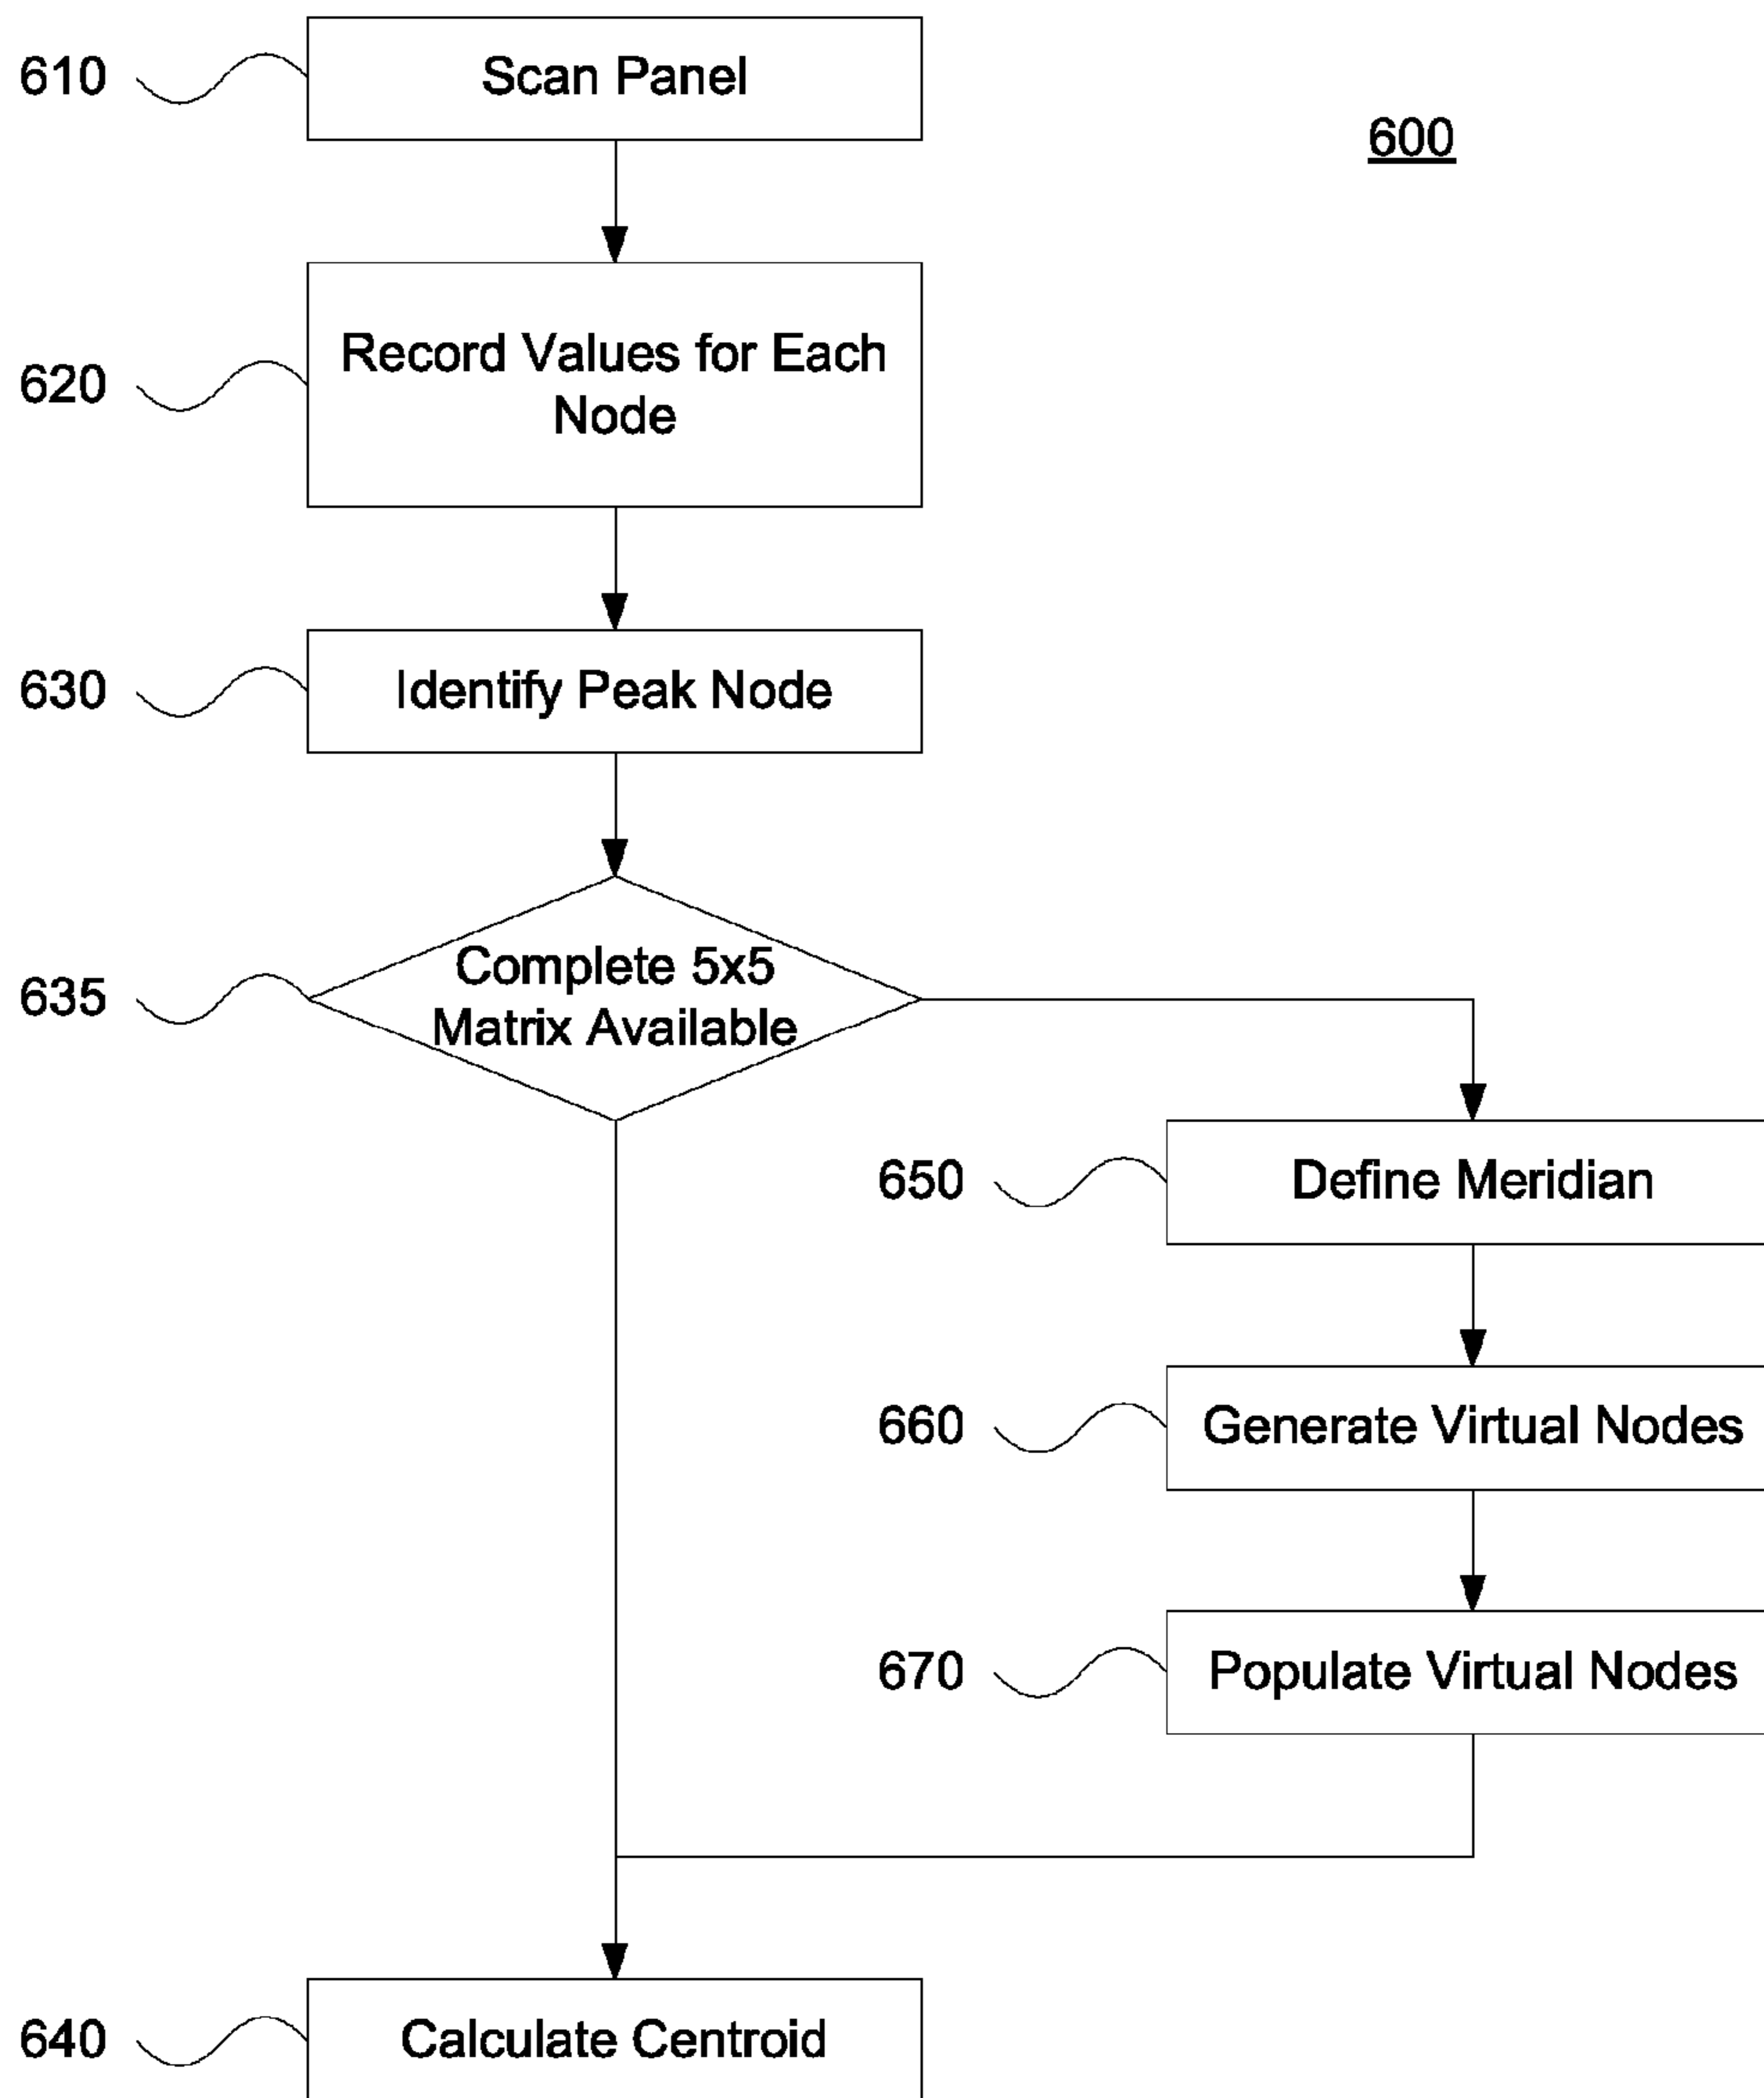 610
Scan Panel
600
620
Record Values for Each
Node
630
Identify Peak Node
635
Complete 5x5
Matrix Available
650
Define Meridian
660
Generate Virtual Nodes
670
Populate Virtual Nodes
640
Calculate Centroid